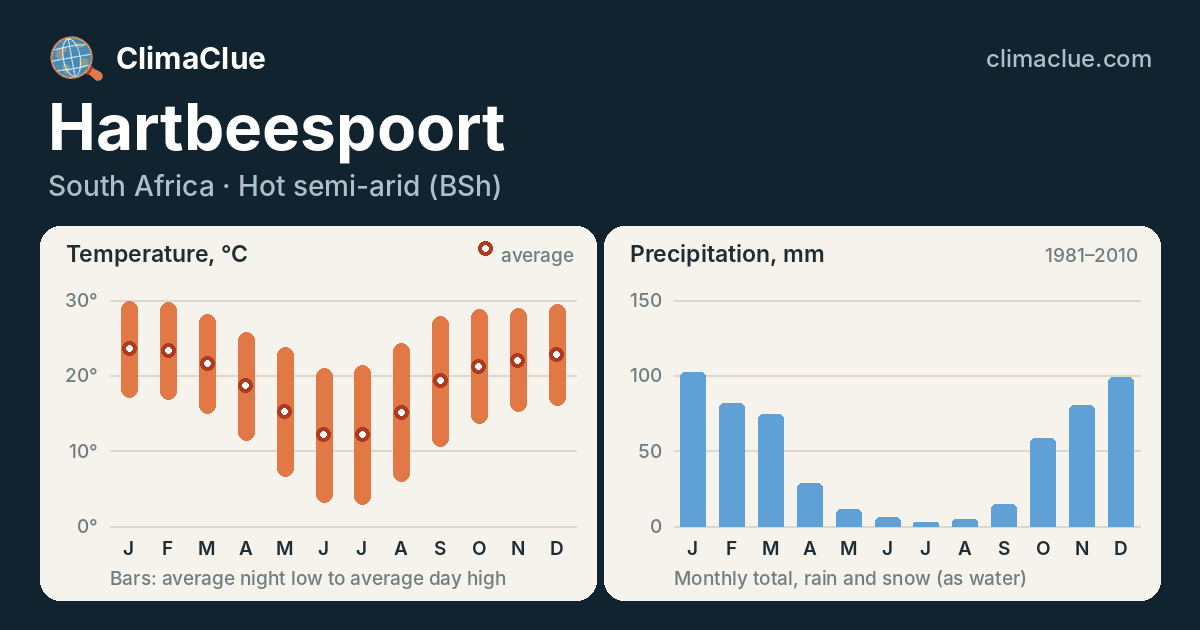 ClimaClue
climaclue.com
Hartbeespoort
South Africa · Hot semi-arid (BSh)
Temperature, °C
average
30°
20°
10°
0°
J F M A M J J A S O N D
Bars: average night low to average day high
Precipitation, mm
1981–2010
150
100
50
0
J F M A M J J A S O N D
Monthly total, rain and snow (as water)